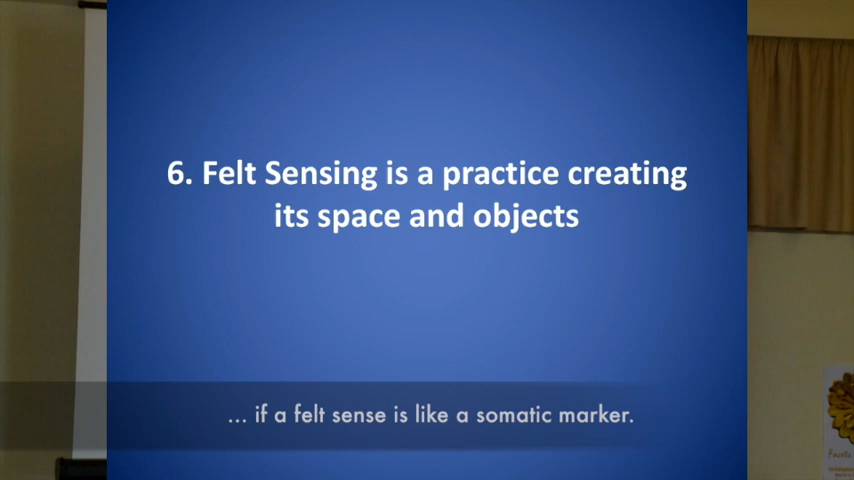 6. Felt Sensing is a practice creating
its space and objects
... if a felt sense is like a somatic marker.